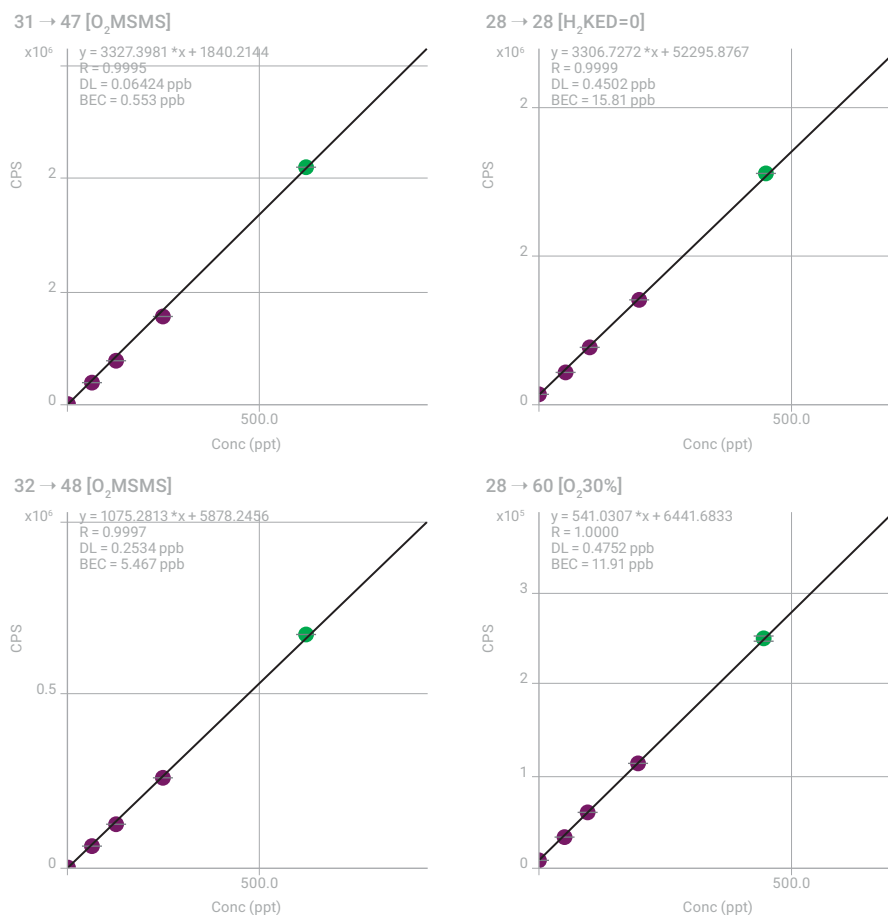 31 → 47 [O₂MSMS]
x10⁶
y = 3327.3981 *x + 1840.2144
R = 0.9995
DL = 0.06424 ppb
BEC = 0.553 ppb
CPS
2
2
0
500.0
Conc (ppt)
28 → 28 [H₂KED=0]
x10⁶
y = 3306.7272 *x + 52295.8767
R = 0.9999
DL = 0.4502 ppb
BEC = 15.81 ppb
CPS
2
2
0
500.0
Conc (ppt)
32 → 48 [O₂MSMS]
x10⁶
y = 1075.2813 *x + 5878.2456
R = 0.9997
DL = 0.2534 ppb
BEC = 5.467 ppb
CPS
0.5
0
500.0
Conc (ppt)
28 → 60 [O₂30%]
x10⁵
y = 541.0307 *x + 6441.6833
R = 1.0000
DL = 0.4752 ppb
BEC = 11.91 ppb
CPS
3
2
1
0
500.0
Conc (ppt)